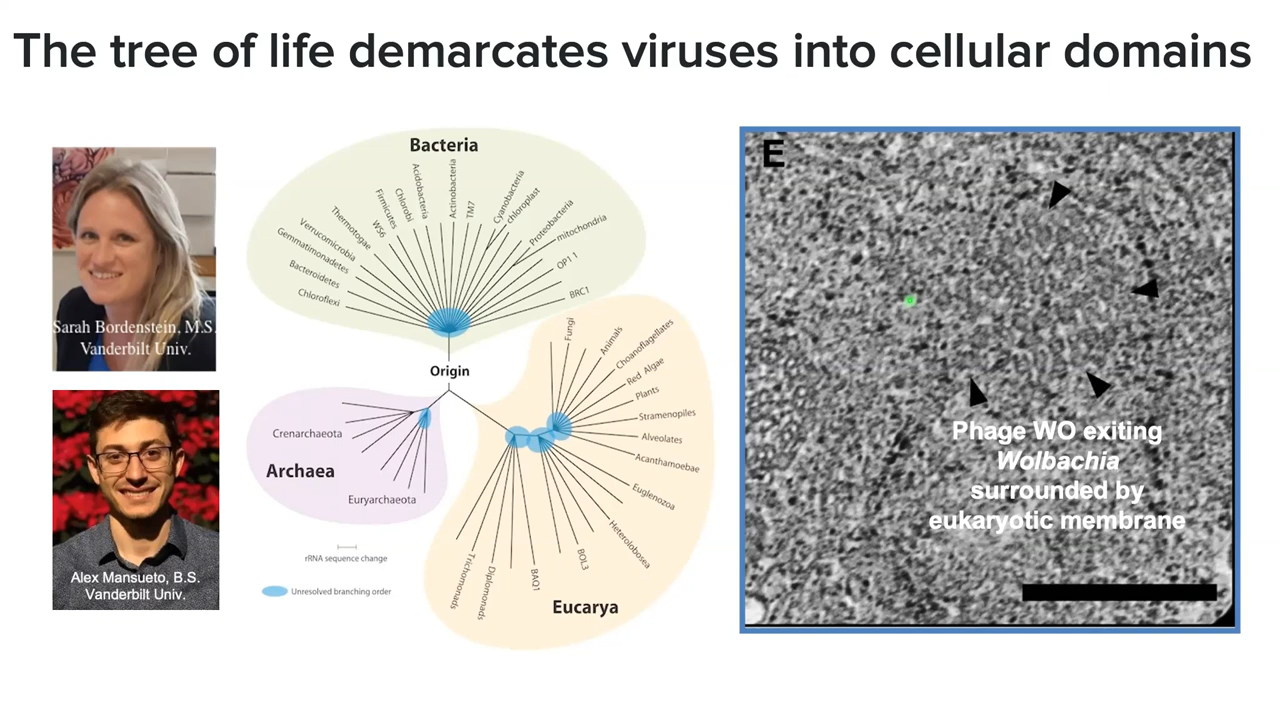 The tree of life demarcates viruses into cellular domains
Sarah Bordenstein, M.S.
Vanderbilt Univ.
Alex Mansueto, B.S.
Vanderbilt Univ.
Bacteria
Chloroflexi
Bacteroidetes
Gemmatimonadetes
Verrucomicrobia
Thermotogae
WS6
Firmicutes
Chlorobi
Acidobacteria
Actinobacteria
TM7
Cyanobacteria
chloroplast
Proteobacteria
mitochondria
OP11
BRC1
Origin
Crenarchaeota
Archaea
Euryarchaeota
Fungi
Animals
Choanoflagellates
Red Algae
Plants
Stramenopiles
Alveolates
Acanthamoebae
Euglenozoa
Heterolobosea
BOL3
BAQ1
Diplomonads
Trichomonads
Eucarya
rRNA sequence change
Unresolved branching order
E
Phage WO exiting
Wolbachia
surrounded by
eukaryotic membrane